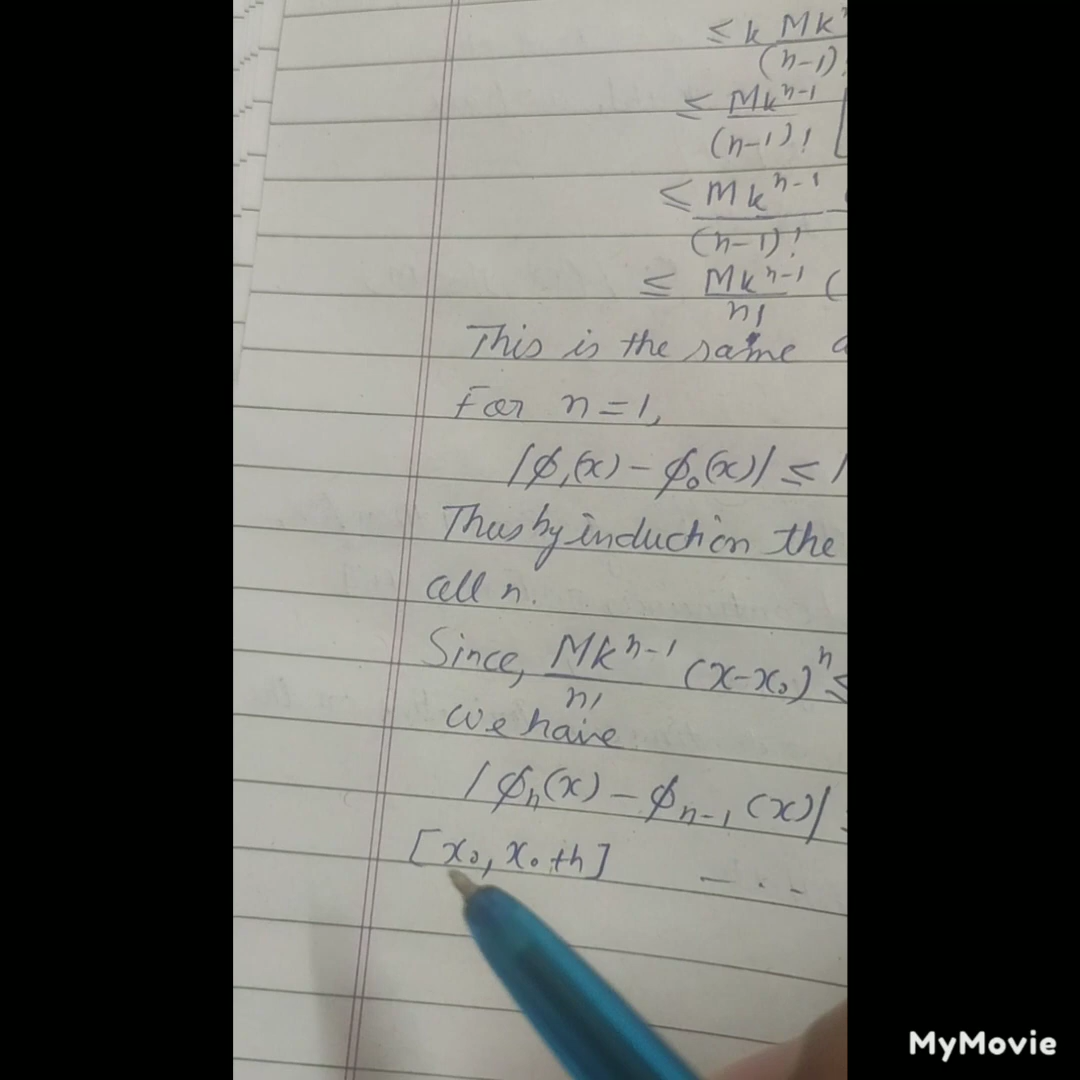 ≤ k Mk
(n-1)
≤ Mk^{n-1}
(n-1)! [
≤ Mk^{n-1}
(n-1)!
≤ Mk^{n-1} (
n!
This is the same
For n=1,
|ϕ₁(x) - ϕ₀(x)| ≤
Thus by induction the
all n.
Since, Mk^{n-1} (x-x₀)^n ≤
n!
we have
|ϕₙ(x) - ϕₙ₋₁(x)|
[x₀, x₀+h] - . . -
MyMovie